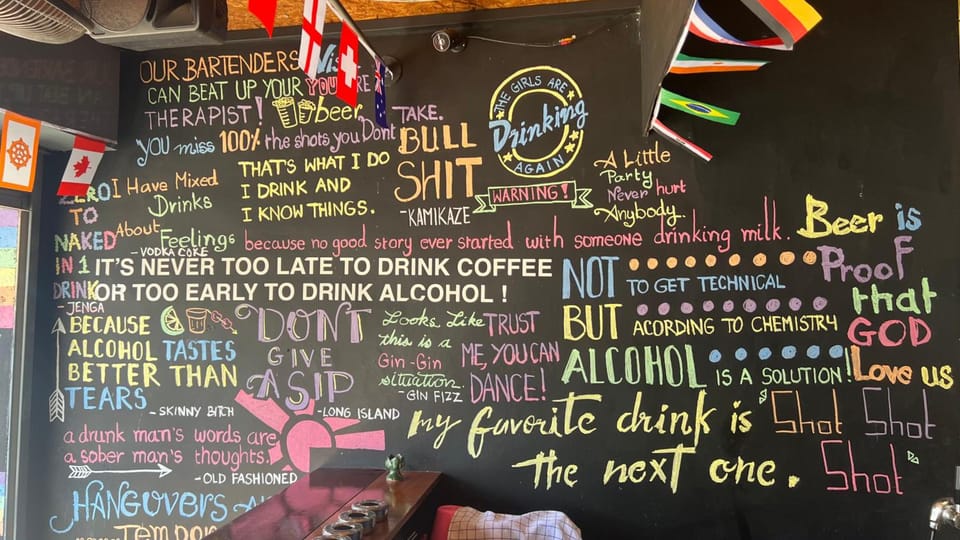 OUR BARTENDERS
CAN BEAT UP YOUR
THERAPIST!
beer
YOU miss 100% the shots you Dont
TAKE.
BULL
SHIT
-KAMIKAZE
THE GIRLS ARE
Drinking
AGAIN
WARNING!
A Little
Party
Never hurt
Anybody..
I Have Mixed
Drinks
About
Feelings
- VODKA COKE
THAT'S WHAT I DO
I DRINK AND
I KNOW THINGS.
because no good story ever started with someone drinking milk.
ZERO
TO
NAKED
IN 1
DRINK
- JENGA
IT'S NEVER TOO LATE TO DRINK COFFEE
OR TOO EARLY TO DRINK ALCOHOL !
BECAUSE
ALCOHOL TASTES
BETTER THAN
TEARS
- SKINNY BITCH
DON'T
GIVE
A SIP
-LONG ISLAND
Looks Like
this is a
Gin-Gin
situation.
-GIN FIZZ
TRUST
ME, YOU CAN
DANCE!
NOT
TO GET TECHNICAL
BUT ACORDING TO CHEMISTRY
ALCOHOL IS A SOLUTION!
Beer is
Proof
that
GOD
Love us
a drunk man's words are
a sober man's thoughts.
-OLD FASHIONED
my favorite drink is
the next one.
Shot Shot
Shot
HANGOVERS